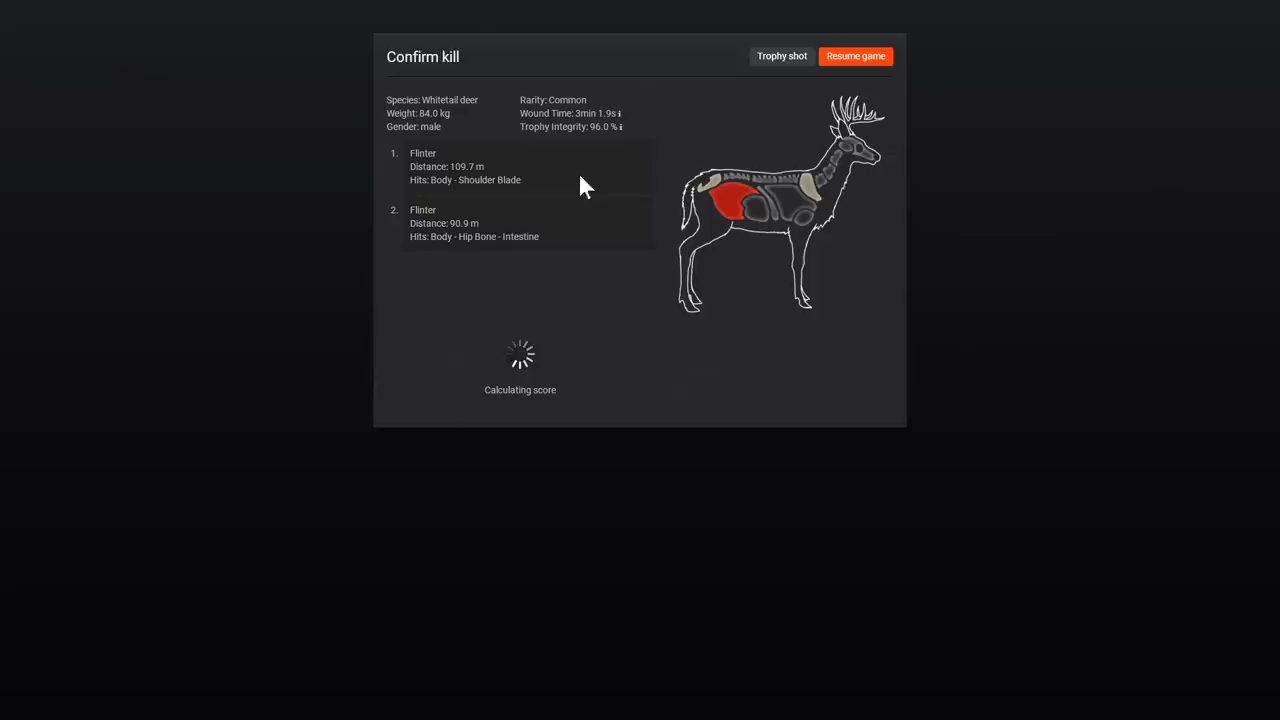 Confirm kill
Trophy shot
Resume game
Species: Whitetail deer
Rarity: Common
Weight: 84.0 kg
Wound Time: 3min 1.9s i
Gender: male
Trophy Integrity: 96.0 % i
1. Flinter
Distance: 109.7 m
Hits: Body - Shoulder Blade
2. Flinter
Distance: 90.9 m
Hits: Body - Hip Bone - Intestine
Calculating score